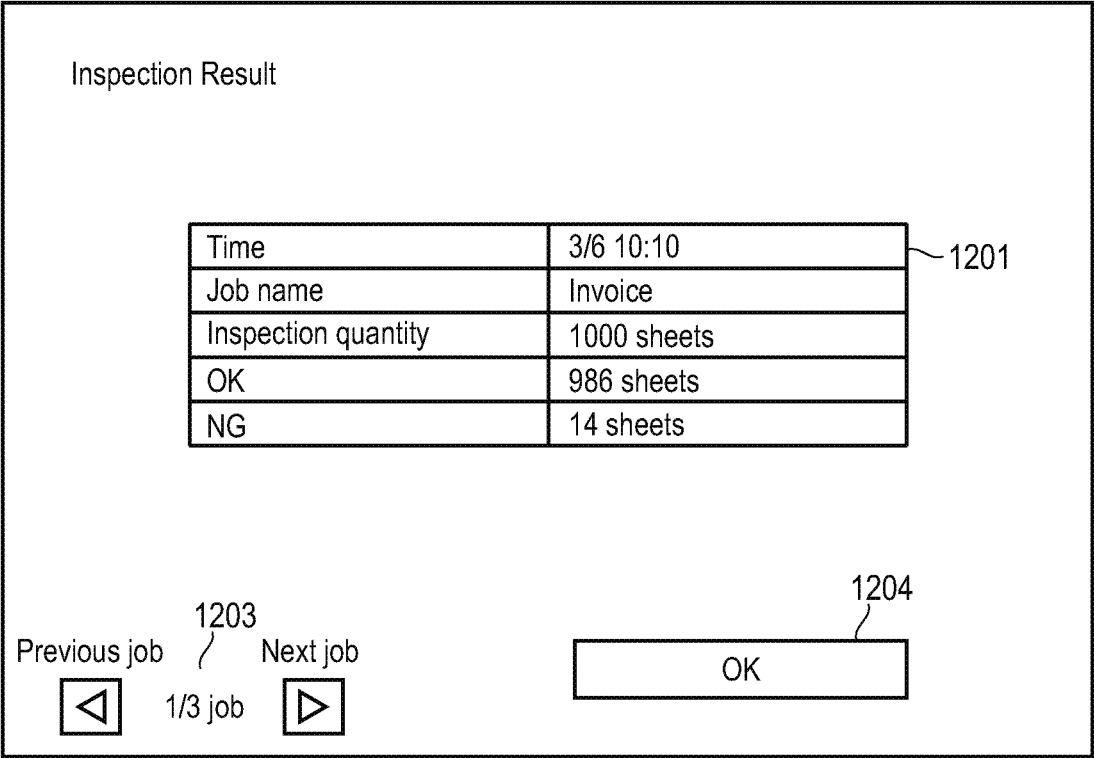 Inspection Result
Time 3/6 10:10
1201
Job name Invoice
Inspection quantity 1000 sheets
OK 986 sheets
NG 14 sheets
1203
1204
Previous job Next job
OK
1/3 job